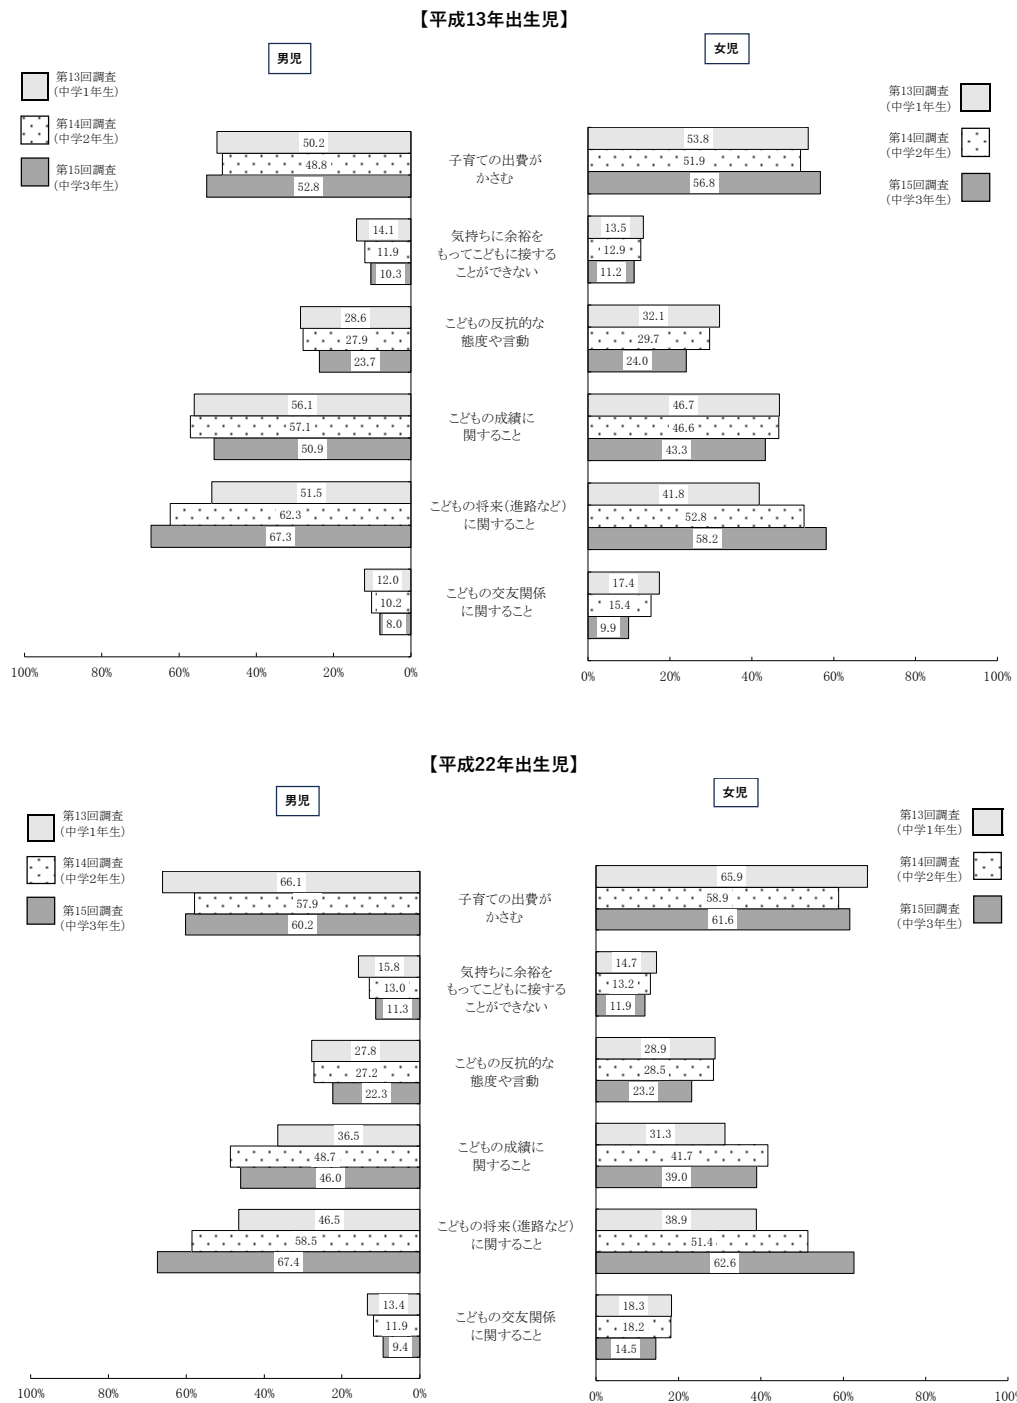 【平成13年出生児】
男児
女児
第13回調査
(中学1年生)
第14回調査
(中学2年生)
第15回調査
(中学3年生)
第13回調査
(中学1年生)
第14回調査
(中学2年生)
第15回調査
(中学3年生)
50.2
48.8
52.8
子育ての出費が
かさむ
53.8
51.9
56.8
14.1
11.9
10.3
気持ちに余裕を
もってこどもに接する
ことができない
13.5
12.9
11.2
28.6
27.9
23.7
こどもの反抗的な
態度や言動
32.1
29.7
24.0
56.1
57.1
50.9
こどもの成績に
関すること
46.7
46.6
43.3
51.5
62.3
67.3
こどもの将来(進路など)
に関すること
41.8
52.8
58.2
12.0
10.2
8.0
こどもの交友関係
に関すること
17.4
15.4
9.9
100% 80% 60% 40% 20% 0%
0% 20% 40% 60% 80% 100%
【平成22年出生児】
男児
女児
第13回調査
(中学1年生)
第14回調査
(中学2年生)
第15回調査
(中学3年生)
第13回調査
(中学1年生)
第14回調査
(中学2年生)
第15回調査
(中学3年生)
66.1
57.9
60.2
子育ての出費が
かさむ
65.9
58.9
61.6
15.8
13.0
11.3
気持ちに余裕を
もってこどもに接する
ことができない
14.7
13.2
11.9
27.8
27.2
22.3
こどもの反抗的な
態度や言動
28.9
28.5
23.2
36.5
48.7
46.0
こどもの成績に
関すること
31.3
41.7
39.0
46.5
58.5
67.4
こどもの将来(進路など)
に関すること
38.9
51.4
62.6
13.4
11.9
9.4
こどもの交友関係
に関すること
18.3
18.2
14.5
100% 80% 60% 40% 20% 0%
0% 20% 40% 60% 80% 100%